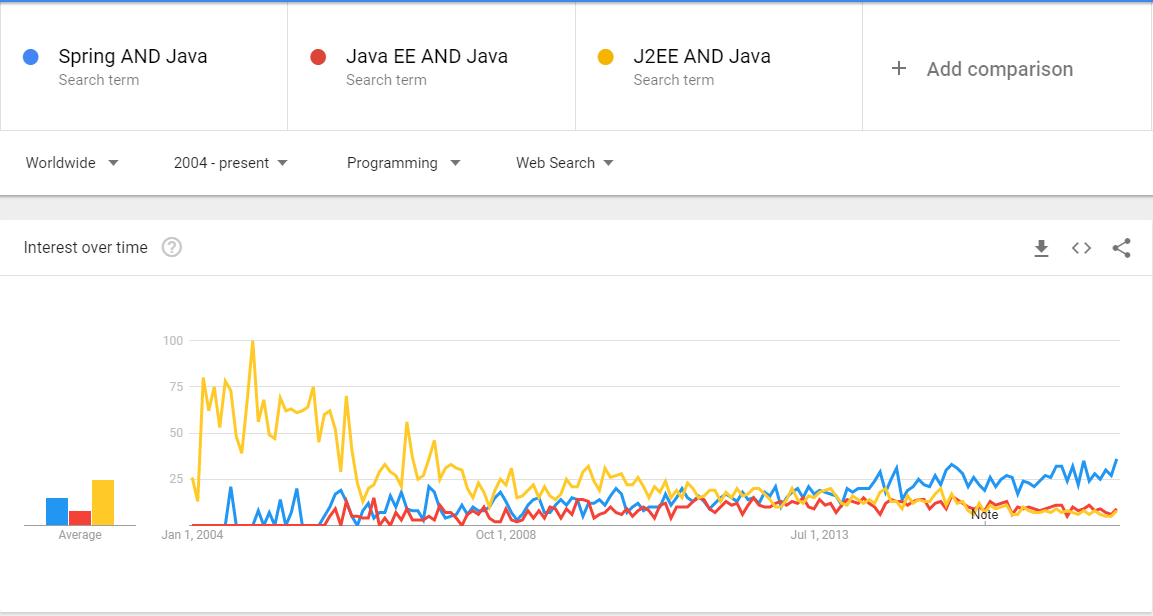 Spring AND Java
Search term
Java EE AND Java
Search term
J2EE AND Java
Search term
+ Add comparison
Worldwide
2004 - present
Programming
Web Search
Interest over time ?
100
75
50
25
Average
Note
Jan 1, 2004
Oct 1, 2008
Jul 1, 2013